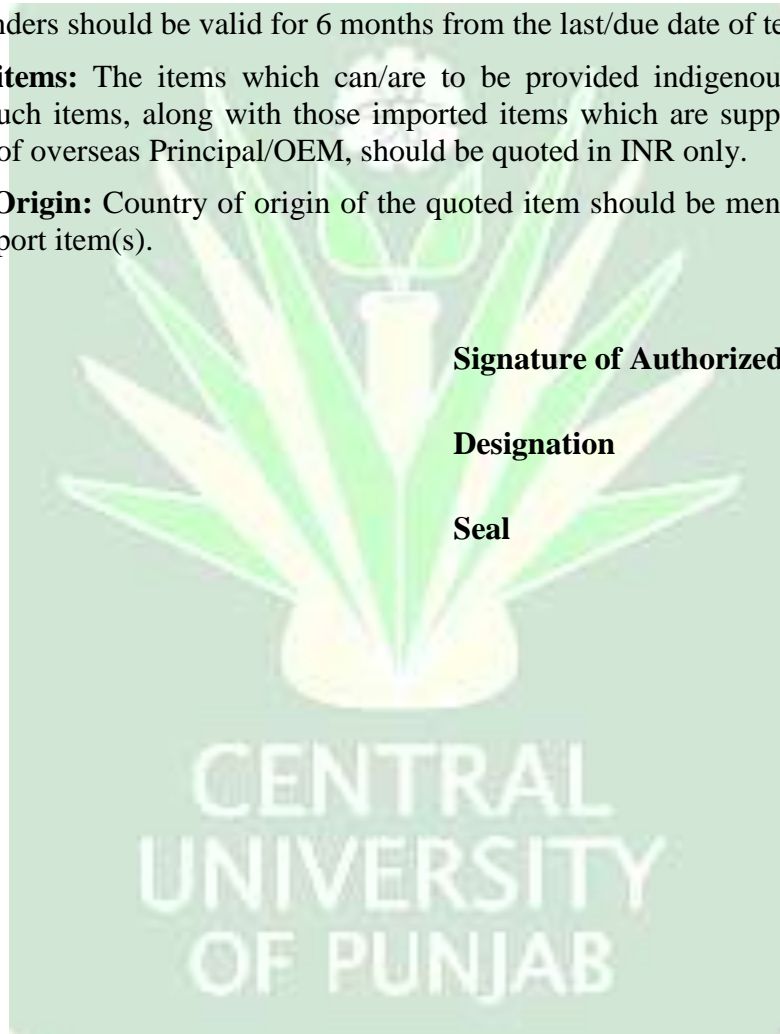 nders should be valid for 6 months from the last/due date of te
items: The items which can/are to be provided indigenou
uch items, along with those imported items which are supp
of overseas Principal/OEM, should be quoted in INR only.
Origin: Country of origin of the quoted item should be men
port item(s).
Signature of Authorized
Designation
Seal
CENTRAL
UNIVERSITY
OF PUNJAB